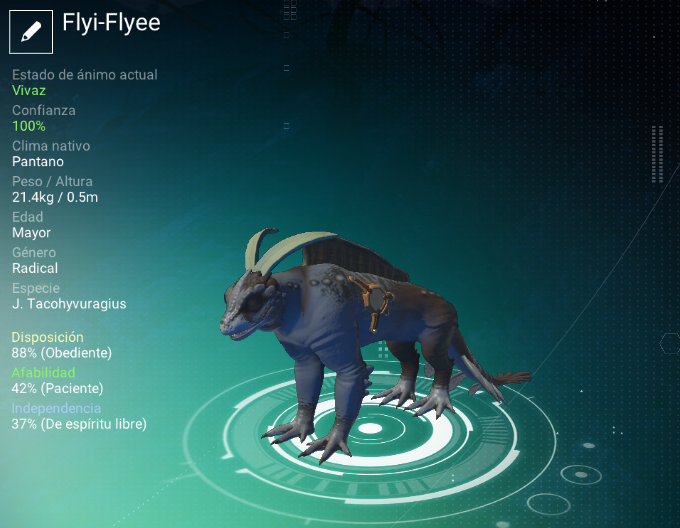 Flyi-Flyee
Estado de ánimo actual
Vivaz
Confianza
100%
Clima nativo
Pantano
Peso / Altura
21.4kg / 0.5m
Edad
Mayor
Género
Radical
Especie
J. Tacohyuragius
Disposición
88% (Obediente)
Afabilidad
42% (Paciente)
Independencia
37% (De espíritu libre)